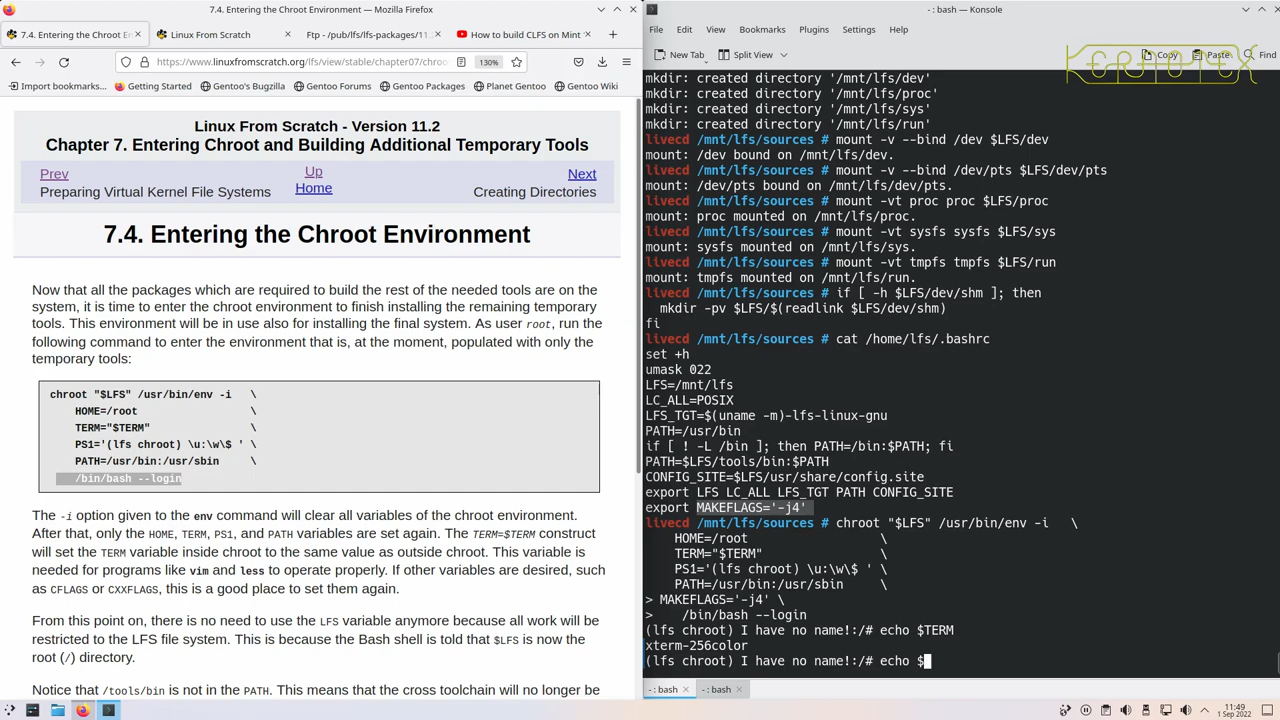 7.4. Entering the Chroot Environment — Mozilla Firefox
7.4. Entering the Chroot E
Linux From Scratch
Ftp - /pub/lfs/lfs-packages/11.
How to build CLFS on Mint
https://www.linuxfromscratch.org/lfs/view/stable/chapter07/chroo
130%
Import bookmarks...
Getting Started
Gentoo's Bugzilla
Gentoo Forums
Gentoo Packages
Planet Gentoo
Gentoo Wiki
Linux From Scratch - Version 11.2
Chapter 7. Entering Chroot and Building Additional Temporary Tools
Prev
Up
Next
Preparing Virtual Kernel File Systems
Home
Creating Directories
7.4. Entering the Chroot Environment
Now that all the packages which are required to build the rest of the needed tools are on the
system, it is time to enter the chroot environment to finish installing the remaining temporary
tools. This environment will be in use also for installing the final system. As user root, run the
following command to enter the environment that is, at the moment, populated with only the
temporary tools:
chroot "$LFS" /usr/bin/env -i   \
HOME=/root                  \
TERM="$TERM"                \
PS1='(lfs chroot) \u:\w\$ ' \
PATH=/usr/bin:/usr/sbin     \
/bin/bash --login
The -i option given to the env command will clear all variables of the chroot environment.
After that, only the HOME, TERM, PS1, and PATH variables are set again. The TERM=$TERM construct
will set the TERM variable inside chroot to the same value as outside chroot. This variable is
needed for programs like vim and less to operate properly. If other variables are desired, such
as CFLAGS or CXXFLAGS, this is a good place to set them again.
From this point on, there is no need to use the LFS variable anymore because all work will be
restricted to the LFS file system. This is because the Bash shell is told that $LFS is now the
root (/) directory.
Notice that /tools/bin is not in the PATH. This means that the cross toolchain will no longer be
- : bash — Konsole
File
Edit
View
Bookmarks
Plugins
Settings
Help
New Tab
Split View
Copy
Paste
Find
KERNOTEX
mkdir: created directory '/mnt/lfs/dev'
mkdir: created directory '/mnt/lfs/proc'
mkdir: created directory '/mnt/lfs/sys'
mkdir: created directory '/mnt/lfs/run'
livecd /mnt/lfs/sources # mount -v --bind /dev $LFS/dev
mount: /dev bound on /mnt/lfs/dev.
livecd /mnt/lfs/sources # mount -v --bind /dev/pts $LFS/dev/pts
mount: /dev/pts bound on /mnt/lfs/dev/pts.
livecd /mnt/lfs/sources # mount -vt proc proc $LFS/proc
mount: proc mounted on /mnt/lfs/proc.
livecd /mnt/lfs/sources # mount -vt sysfs sysfs $LFS/sys
mount: sysfs mounted on /mnt/lfs/sys.
livecd /mnt/lfs/sources # mount -vt tmpfs tmpfs $LFS/run
mount: tmpfs mounted on /mnt/lfs/run.
livecd /mnt/lfs/sources # if [ -h $LFS/dev/shm ]; then
mkdir -pv $LFS/$(readlink $LFS/dev/shm)
fi
livecd /mnt/lfs/sources # cat /home/lfs/.bashrc
set +h
umask 022
LFS=/mnt/lfs
LC_ALL=POSIX
LFS_TGT=$(uname -m)-lfs-linux-gnu
PATH=/usr/bin
if [ ! -L /bin ]; then PATH=/bin:$PATH; fi
PATH=$LFS/tools/bin:$PATH
CONFIG_SITE=$LFS/usr/share/config.site
export LFS LC_ALL LFS_TGT PATH CONFIG_SITE
export MAKEFLAGS='-j4'
livecd /mnt/lfs/sources # chroot "$LFS" /usr/bin/env -i   \
HOME=/root                  \
TERM="$TERM"                \
PS1='(lfs chroot) \u:\w\$ ' \
PATH=/usr/bin:/usr/sbin     \
> MAKEFLAGS='-j4' \
>    /bin/bash --login
(lfs chroot) I have no name!:/# echo $TERM
xterm-256color
(lfs chroot) I have no name!:/# echo $
- : bash
- : bash
11:49
1 Sep 2022